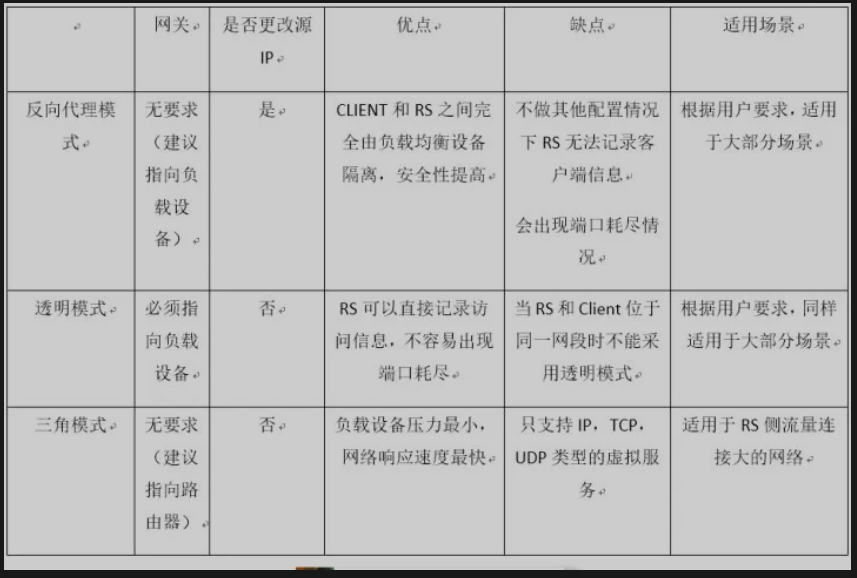 网关
是否更改源
IP
优点
缺点
适用场景
反向代理模
式
无要求
（建议
指向负
载设
备）
是
CLIENT 和 RS 之间完
全由负载均衡设备
隔离，安全性提高
不做其他配置情况
下 RS 无法记录客
户端信息
会出现端口耗尽情
况
根据用户要求，适用
于大部分场景
透明模式
必须指
向负载
设备
否
RS 可以直接记录访
问信息，不容易出现
端口耗尽
当 RS 和 Client 位于
同一网段时不能采
用透明模式
根据用户要求，同样
适用于大部分场景
三角模式
无要求
（建议
指向路
由器）
否
负载设备压力最小，
网络响应速度最快
只支持 IP，TCP，
UDP 类型的虚拟服
务
适用于 RS 侧流量连
接大的网络